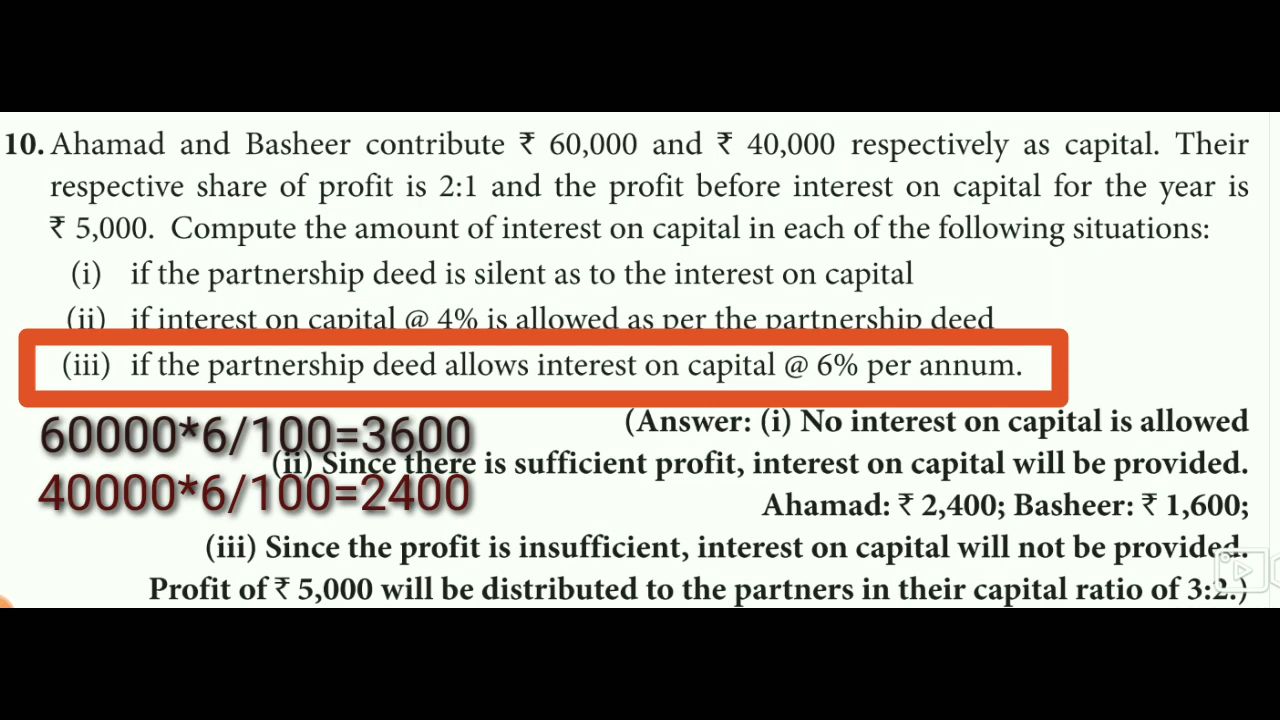 10. Ahamad and Basheer contribute ₹ 60,000 and ₹ 40,000 respectively as capital. Their
respective share of profit is 2:1 and the profit before interest on capital for the year is
₹ 5,000. Compute the amount of interest on capital in each of the following situations:
(i) if the partnership deed is silent as to the interest on capital
(ii) if interest on capital @ 4% is allowed as per the partnership deed
(iii) if the partnership deed allows interest on capital @ 6% per annum.
(Answer: (i) No interest on capital is allowed
60000*6/100=3600
(ii) Since there is sufficient profit, interest on capital will be provided.
40000*6/100=2400
Ahamad: ₹ 2,400; Basheer: ₹ 1,600;
(iii) Since the profit is insufficient, interest on capital will not be provided.
Profit of ₹ 5,000 will be distributed to the partners in their capital ratio of 3:2.)